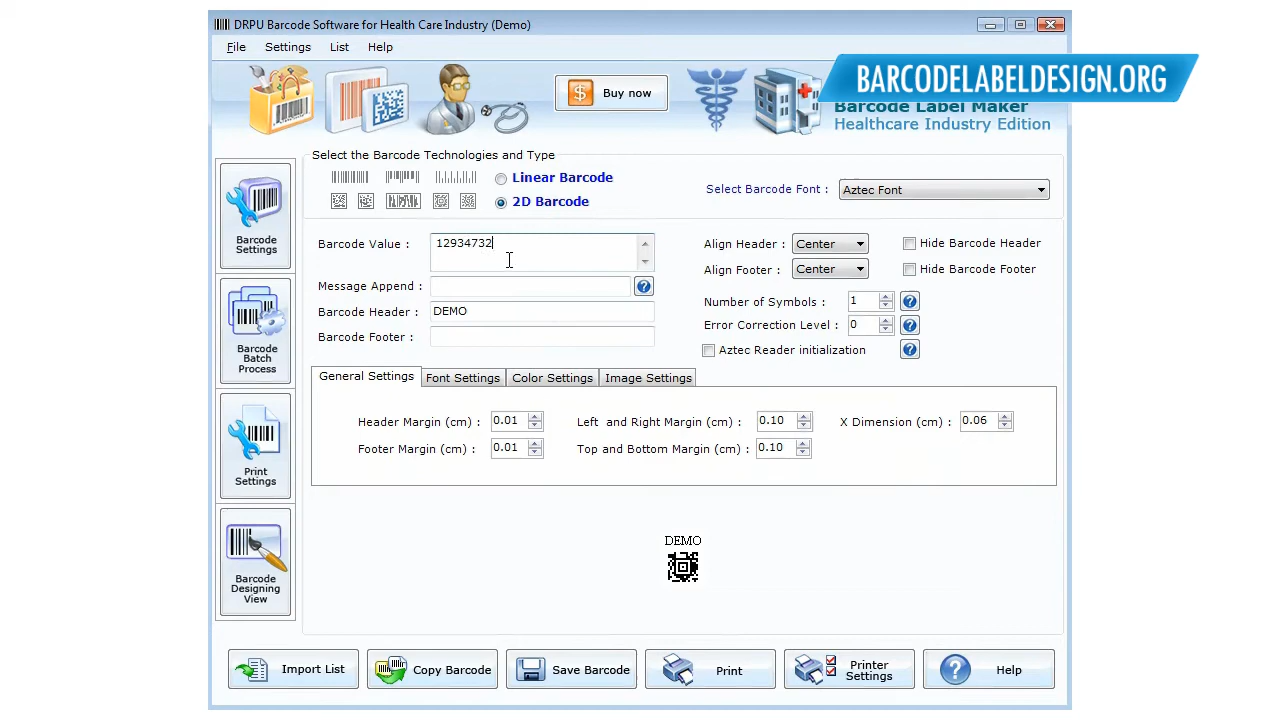 DRPU Barcode Software for Health Care Industry (Demo)
File Settings List Help
BARCODELABELDESIGN.ORG
Buy now
Barcode Label Maker
Healthcare Industry Edition
Select the Barcode Technologies and Type
Linear Barcode
2D Barcode
Select Barcode Font : Aztec Font
Barcode Settings
Barcode Batch Process
Print Settings
Barcode Designing View
Barcode Value : 12934732
Message Append :
Barcode Header : DEMO
Barcode Footer :
Align Header : Center Hide Barcode Header
Align Footer : Center Hide Barcode Footer
Number of Symbols : 1
Error Correction Level : 0
Aztec Reader initialization
General Settings Font Settings Color Settings Image Settings
Header Margin (cm) : 0.01 Left and Right Margin (cm) : 0.10 X Dimension (cm) : 0.06
Footer Margin (cm) : 0.01 Top and Bottom Margin (cm) : 0.10
DEMO
Import List Copy Barcode Save Barcode Print Printer Settings Help